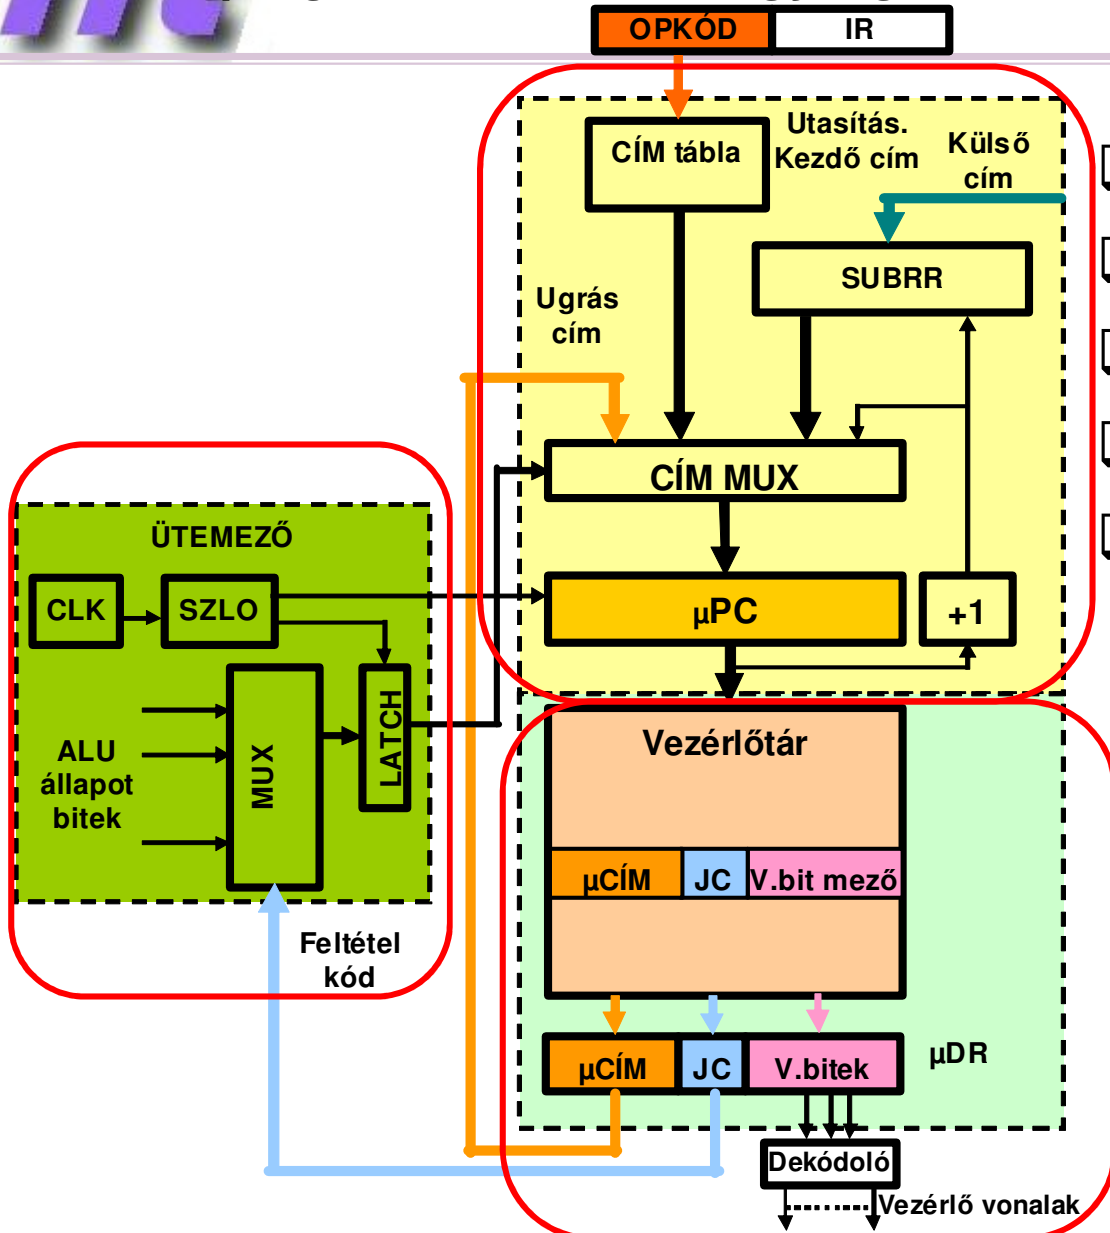 OPKÓD IR
CÍM tábla
Utasítás.
Kezdő cím
Külső
cím
SUBRR
Ugrás
cím
CÍM MUX
ÜTEMEZŐ
CLK SZLO
µPC
+1
MUX
LATCH
ALU
állapot
bitek
Vezérlőtár
µCÍM JC V.bit mező
Feltétel
kód
µCÍM JC V.bitek
µDR
Dekódoló
Vezérlő vonalak